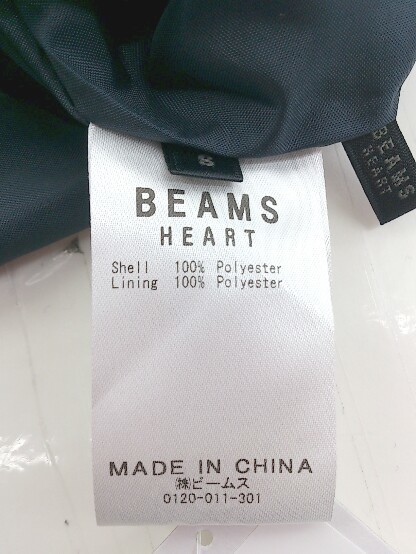 S
BEAMS
HEART
BEAMS
HEART
Shell 100% Polyester
Lining 100% Polyester
MADE IN CHINA
㈱ビームス
0120-011-301